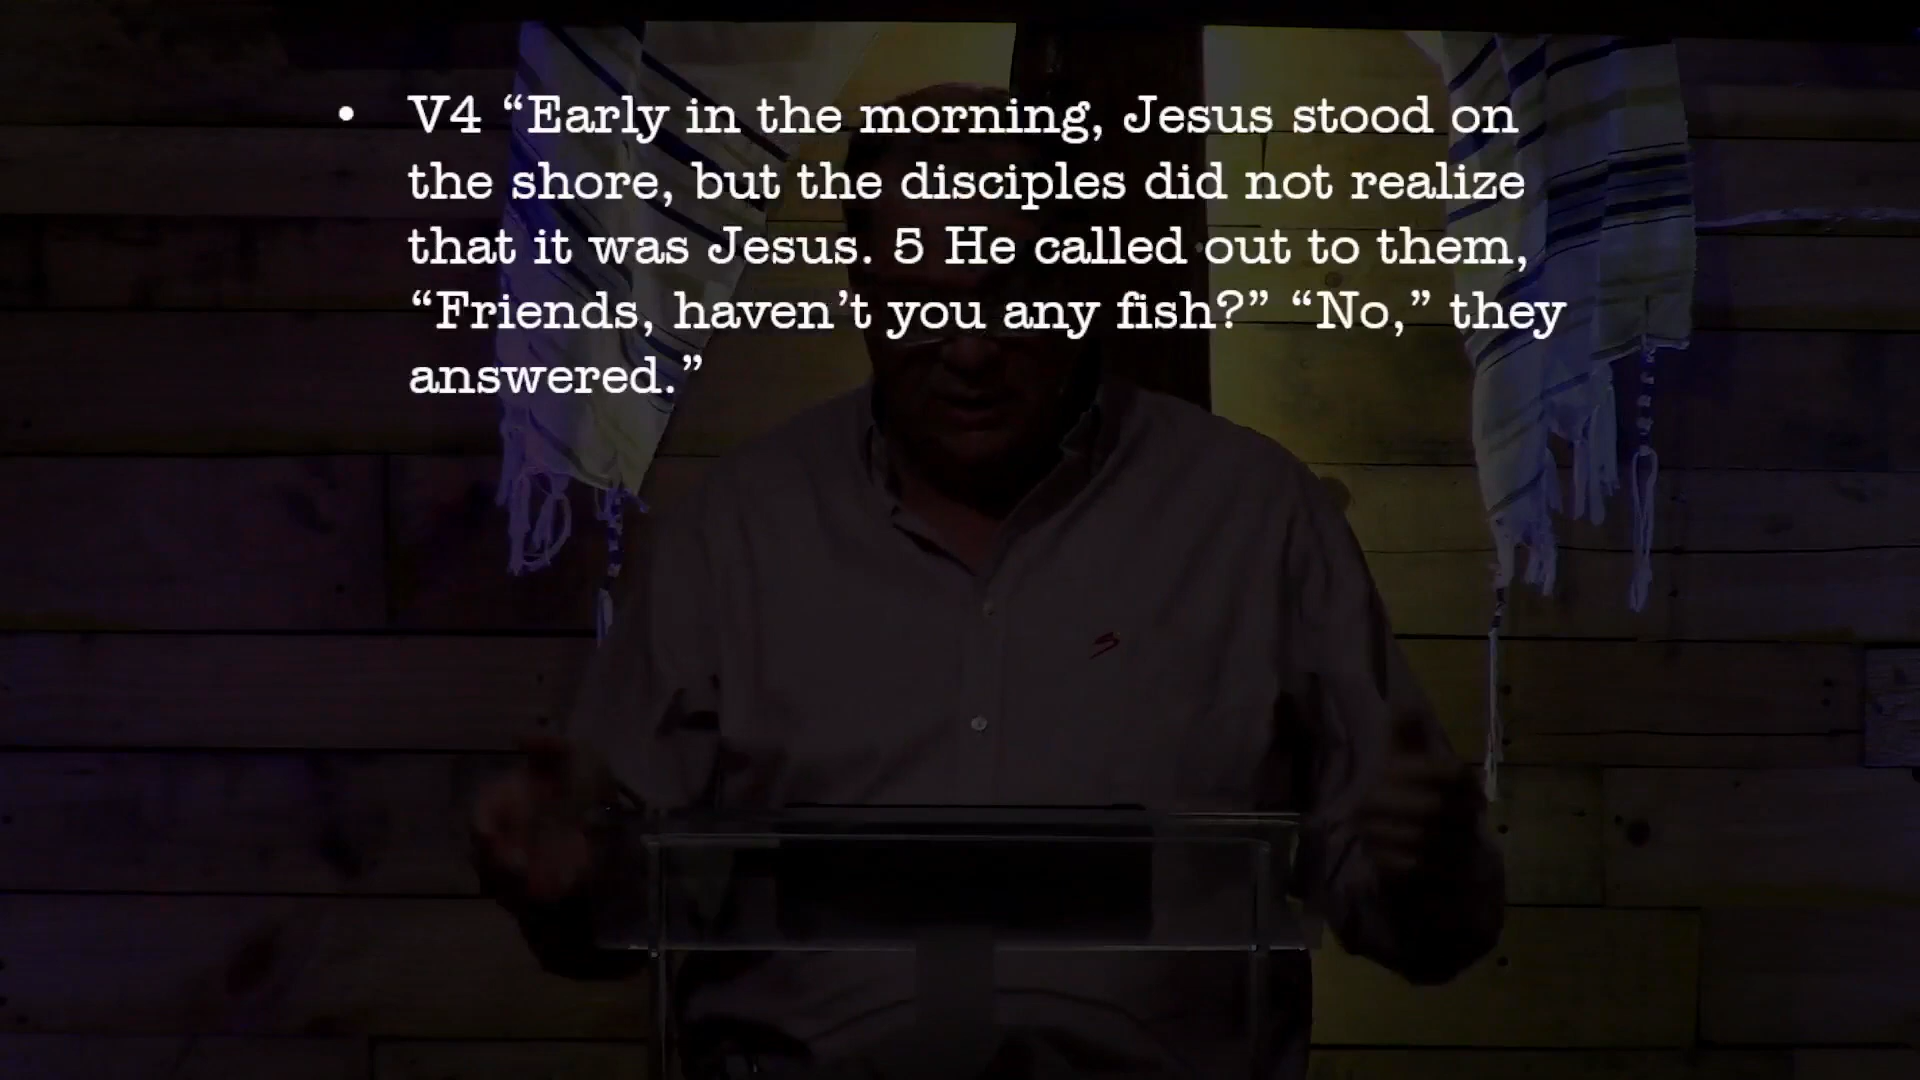 • V4 “Early in the morning, Jesus stood on
the shore, but the disciples did not realize
that it was Jesus. 5 He called out to them,
“Friends, haven’t you any fish?” “No,” they
answered.”